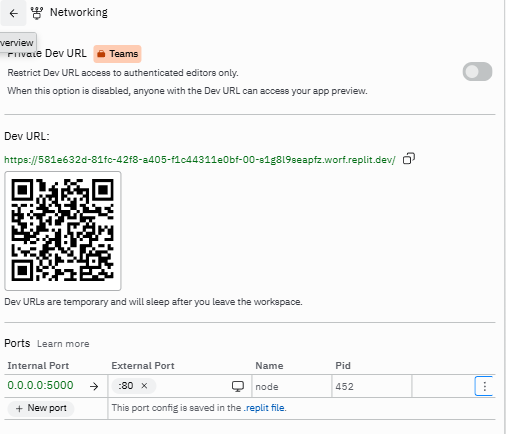 Networking
verview
Private Dev URL Teams
Restrict Dev URL access to authenticated editors only.
When this option is disabled, anyone with the Dev URL can access your app preview.
Dev URL:
https://581e632d-81fc-42f8-a405-f1c44311e0bf-00-s1g8l9seapfz.worf.replit.dev/
Dev URLs are temporary and will sleep after you leave the workspace.
Ports Learn more
Internal Port External Port Name Pid
0.0.0.0:5000 → :80 × node 452
+ New port This port config is saved in the .replit file.